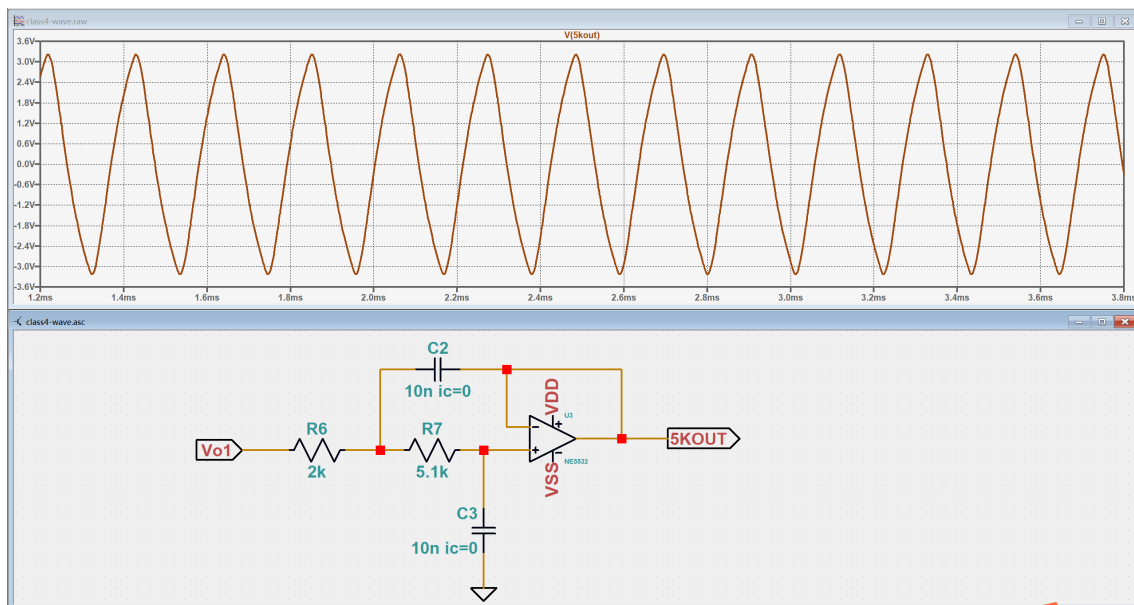 class4-wave.raw
V(5kout)
3.6V
3.0V
2.4V
1.8V
1.2V
0.6V
0.0V
-0.6V
-1.2V
-1.8V
-2.4V
-3.0V
-3.6V
1.2ms 1.4ms 1.6ms 1.8ms 2.0ms 2.2ms 2.4ms 2.6ms 2.8ms 3.0ms 3.2ms 3.4ms 3.6ms 3.8ms
class4-wave.asc
C2
10n ic=0
VDD
U3
R6
R7
Vo1
5KOUT
2k
5.1k
NE5532
VSS
C3
10n ic=0